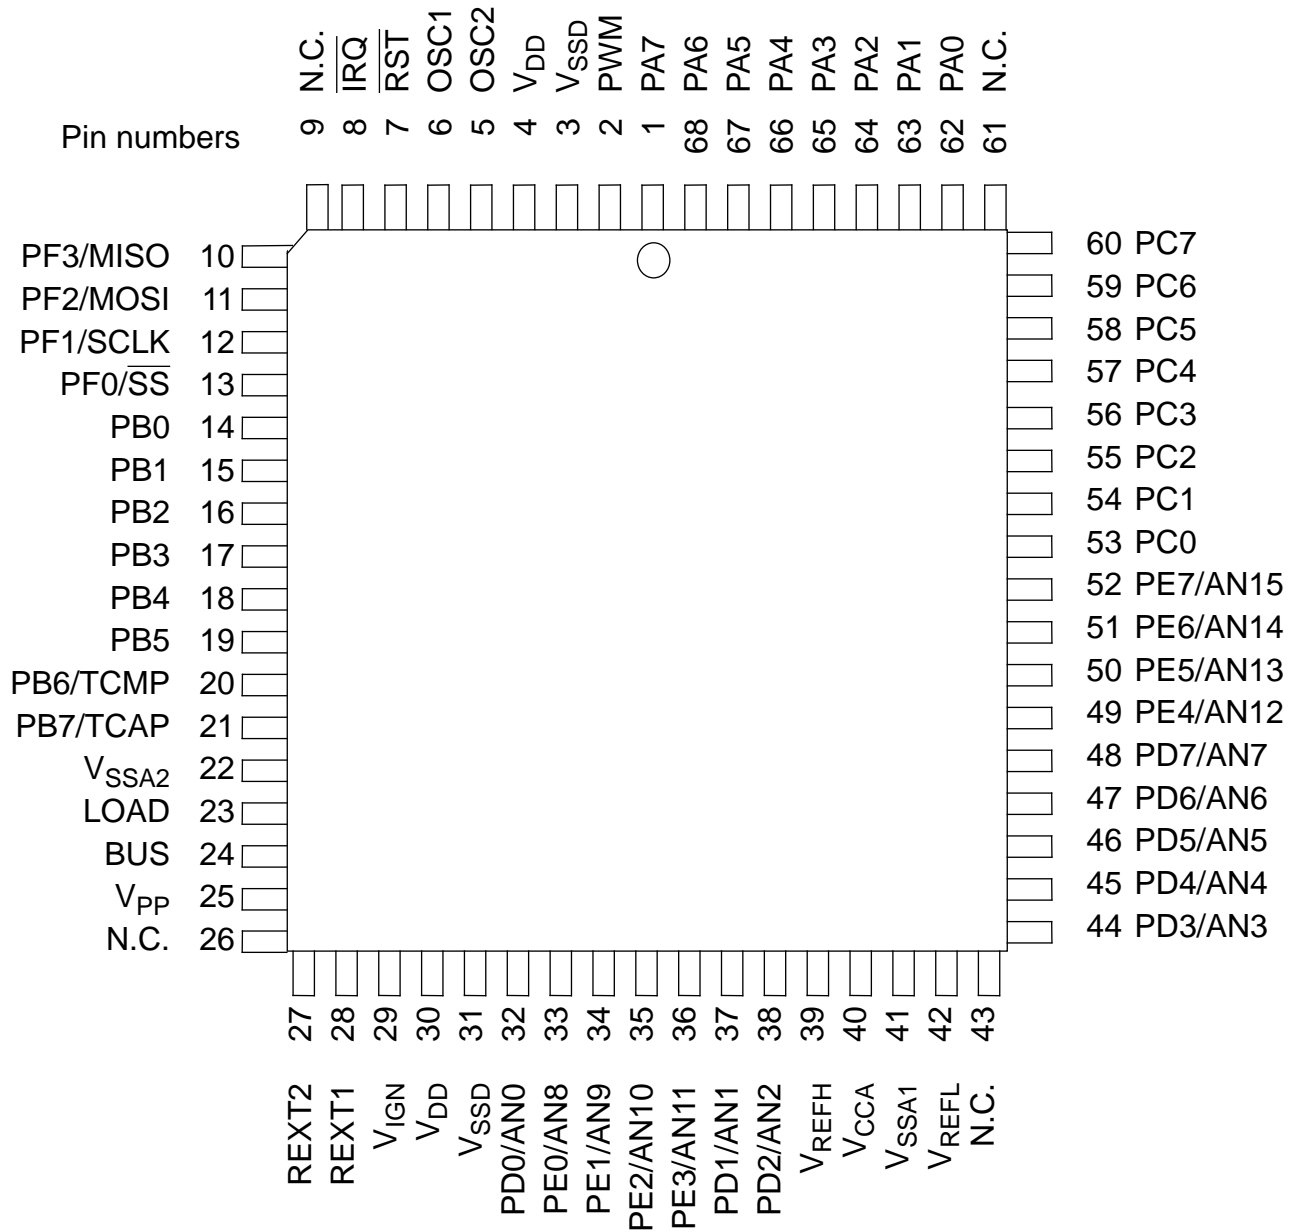 N.C.
IRQ
RST
OSC1
OSC2
VDD
VSSD
PWM
PA7
PA6
PA5
PA4
PA3
PA2
PA1
PA0
N.C.
Pin numbers
9 8 7 6 5 4 3 2 1 68 67 66 65 64 63 62 61
PF3/MISO 10
PF2/MOSI 11
PF1/SCLK 12
PF0/SS 13
PB0 14
PB1 15
PB2 16
PB3 17
PB4 18
PB5 19
PB6/TCMP 20
PB7/TCAP 21
VSSA2 22
LOAD 23
BUS 24
VPP 25
N.C. 26
60 PC7
59 PC6
58 PC5
57 PC4
56 PC3
55 PC2
54 PC1
53 PC0
52 PE7/AN15
51 PE6/AN14
50 PE5/AN13
49 PE4/AN12
48 PD7/AN7
47 PD6/AN6
46 PD5/AN5
45 PD4/AN4
44 PD3/AN3
27 28 29 30 31 32 33 34 35 36 37 38 39 40 41 42 43
REXT2
REXT1
VIGN
VDD
VSSD
PD0/AN0
PE0/AN8
PE1/AN9
PE2/AN10
PE3/AN11
PD1/AN1
PD2/AN2
VREFH
VCCA
VSSA1
VREFL
N.C.